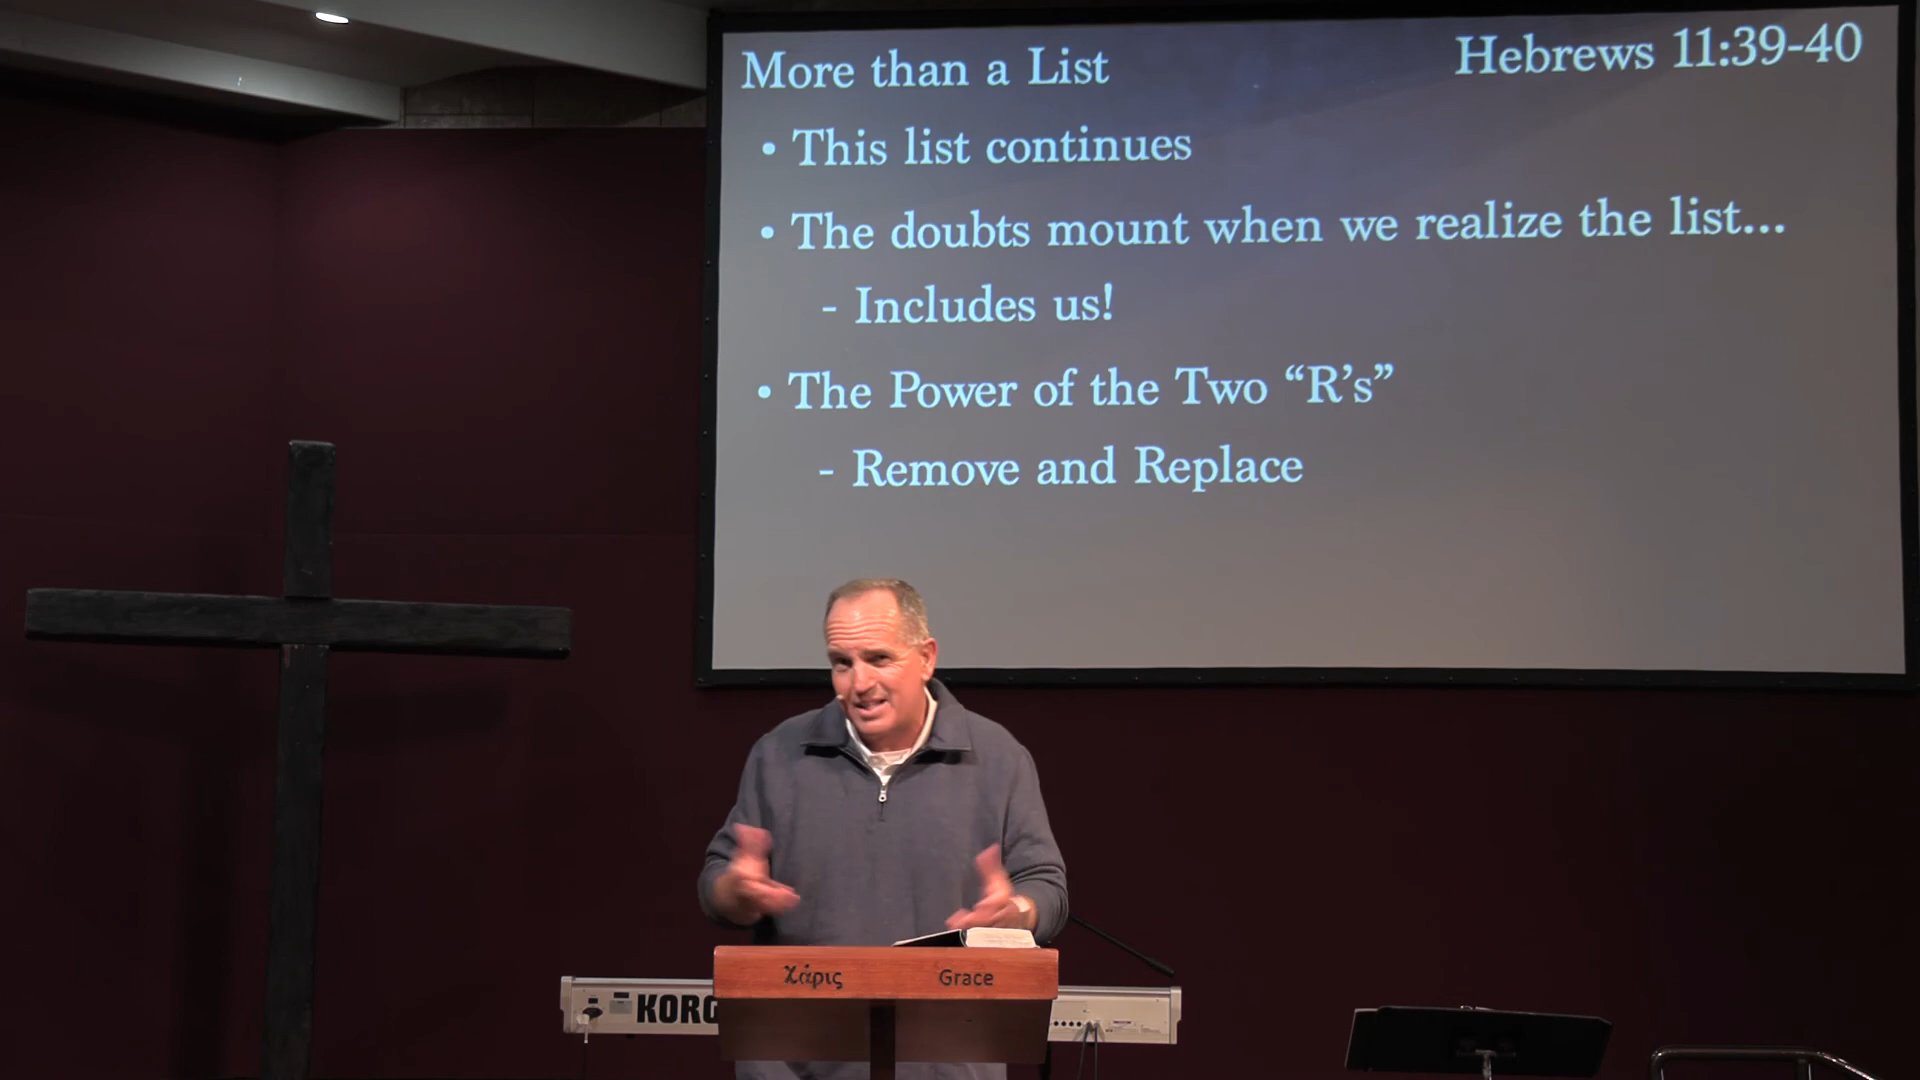 More than a List
Hebrews 11:39-40
• This list continues
• The doubts mount when we realize the list...
- Includes us!
• The Power of the Two “R’s”
- Remove and Replace
Χάρις Grace
KORG